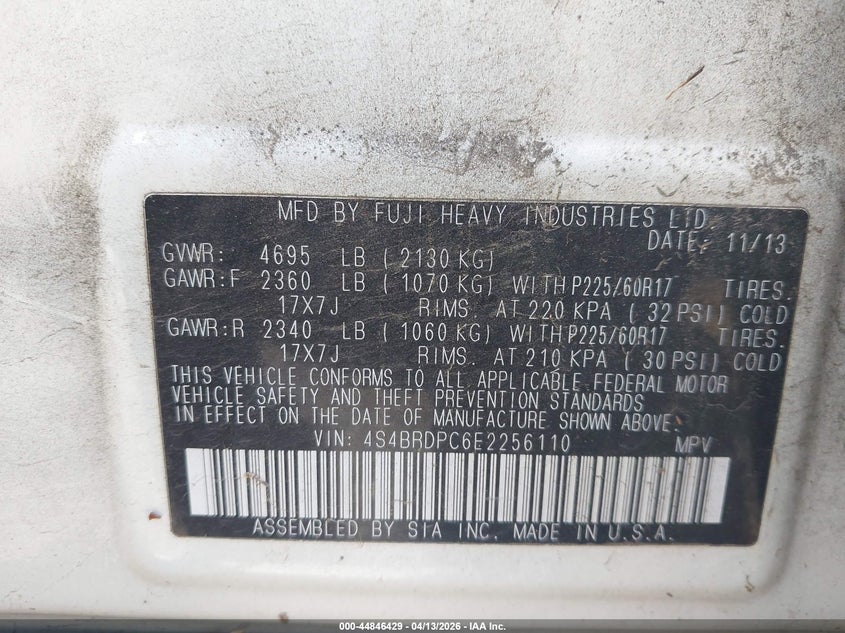 MFD BY FUJI HEAVY INDUSTRIES LTD.
DATE: 11/13
GVWR: 4695 LB ( 2130 KG)
GAWR:F 2360 LB ( 1070 KG) WITH P225/60R17 TIRES.
17X7J RIMS. AT 220 KPA ( 32 PSI) COLD
GAWR:R 2340 LB ( 1060 KG) WITH P225/60R17 TIRES.
17X7J RIMS. AT 210 KPA ( 30 PSI) COLD
THIS VEHICLE CONFORMS TO ALL APPLICABLE FEDERAL MOTOR
VEHICLE SAFETY AND THEFT PREVENTION STANDARDS
IN EFFECT ON THE DATE OF MANUFACTURE SHOWN ABOVE.
VIN: 4S4BRDPC6E2256110 MPV
ASSEMBLED BY SIA INC. MADE IN U.S.A.
000-44846429 - 04/13/2026 - IAA Inc.